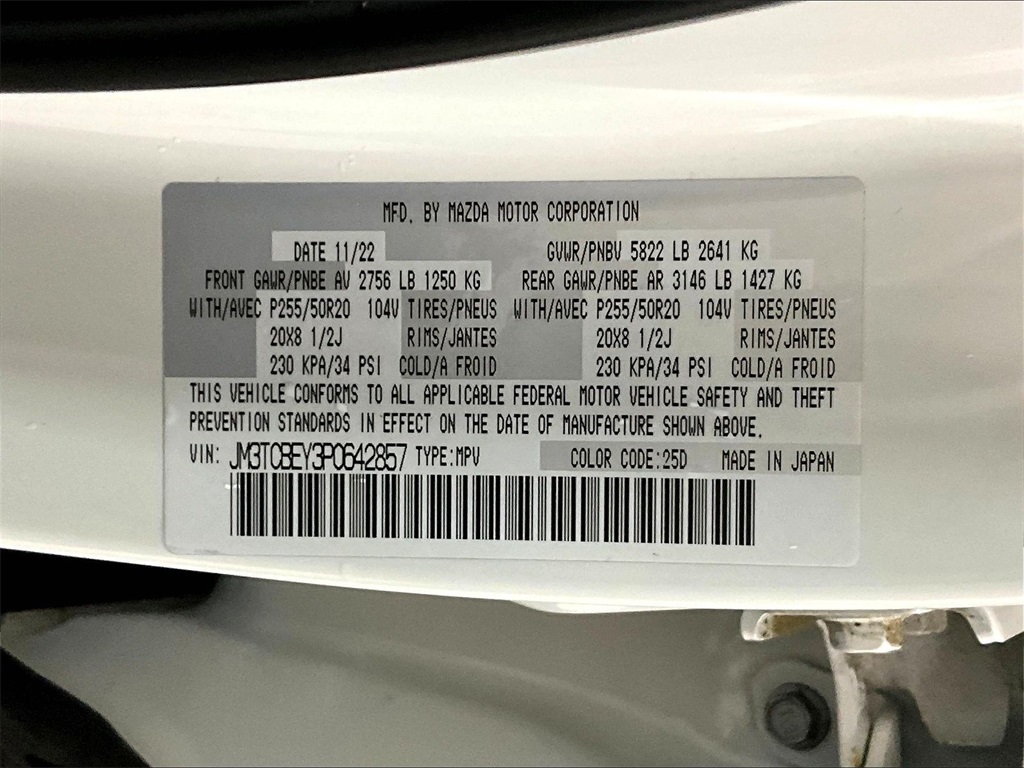 MFD. BY MAZDA MOTOR CORPORATION
DATE 11/22 GVWR/PNBV 5822 LB 2641 KG
FRONT GAWR/PNBE AV 2756 LB 1250 KG REAR GAWR/PNBE AR 3146 LB 1427 KG
WITH/AVEC P255/50R20 104V TIRES/PNEUS WITH/AVEC P255/50R20 104V TIRES/PNEUS
20X8 1/2J RIMS/JANTES 20X8 1/2J RIMS/JANTES
230 KPA/34 PSI COLD/A FROID 230 KPA/34 PSI COLD/A FROID
THIS VEHICLE CONFORMS TO ALL APPLICABLE FEDERAL MOTOR VEHICLE SAFETY AND THEFT
PREVENTION STANDARDS IN EFFECT ON THE DATE OF MANUFACTURE SHOWN ABOVE.
VIN: JM3TCBEY3P0642857 TYPE:MPV COLOR CODE:25D MADE IN JAPAN